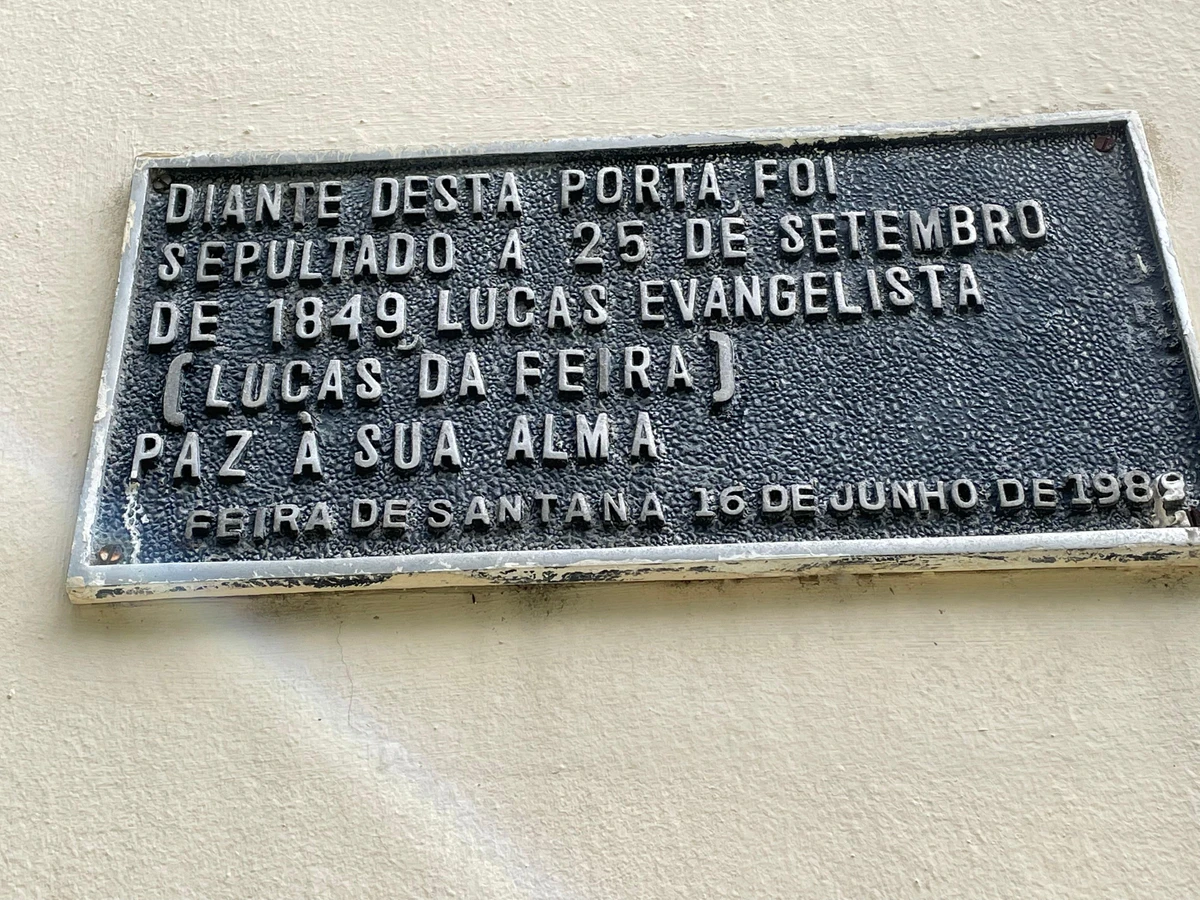 DIANTE DESTA PORTA, FOI
SEPULTADO A 25 DE SETEMBRO
DE 1849, LUCAS EVANGELISTA
(LUCAS DA FEIRA)
PAZ À SUA ALMA
FEIRA DE SANTANA 16 DE JUNHO DE